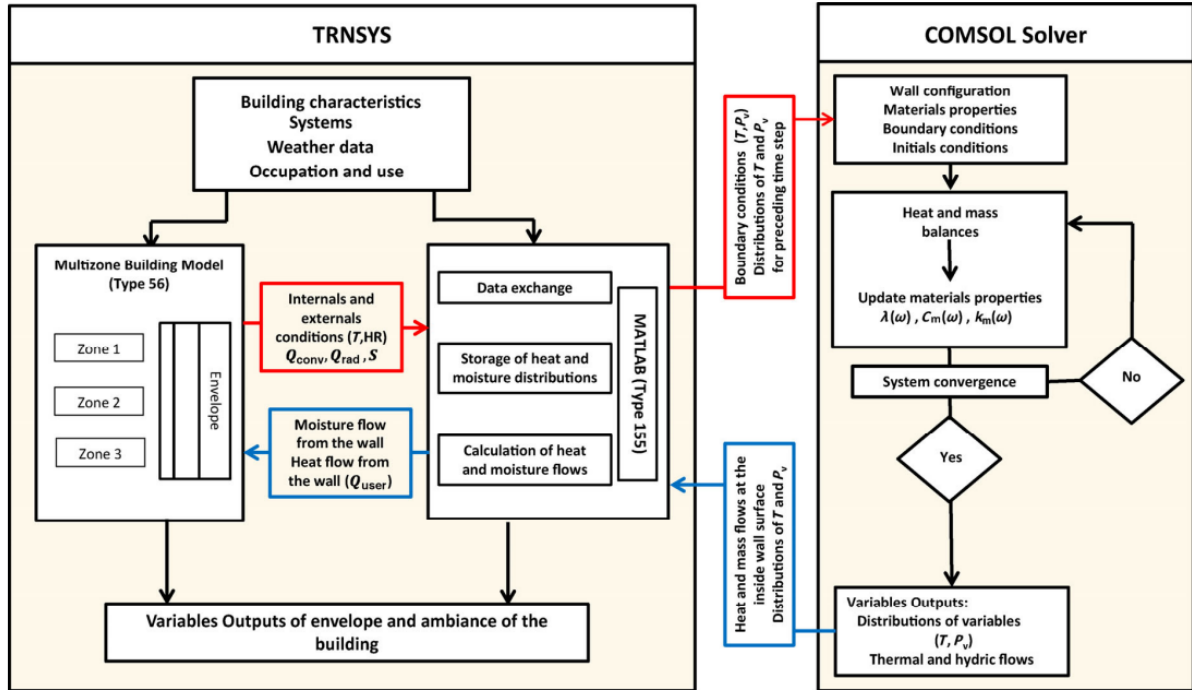 TRNSYS
Building characteristics
Systems
Weather data
Occupation and use
Multizone Building Model
(Type 56)
Zone 1
Zone 2
Zone 3
Envelope
Internals and
externals
conditions (T,HR)
Qconv, Qrad , S
Moisture flow
from the wall
Heat flow from
the wall (Quser)
Data exchange
Storage of heat and
moisture distributions
Calculation of heat
and moisture flows
MATLAB (Type 155)
Variables Outputs of envelope and ambiance of the
building
Boundary conditions (T,Pv)
Distributions of T and Pv
for preceding time step
Heat and mass flows at the
inside wall surface
Distributions of T and Pv
COMSOL Solver
Wall configuration
Materials properties
Boundary conditions
Initials conditions
Heat and mass
balances
Update materials properties
λ(ω) , Cm(ω) , km(ω)
System convergence
No
Yes
Variables Outputs:
Distributions of variables
(T, Pv)
Thermal and hydric flows